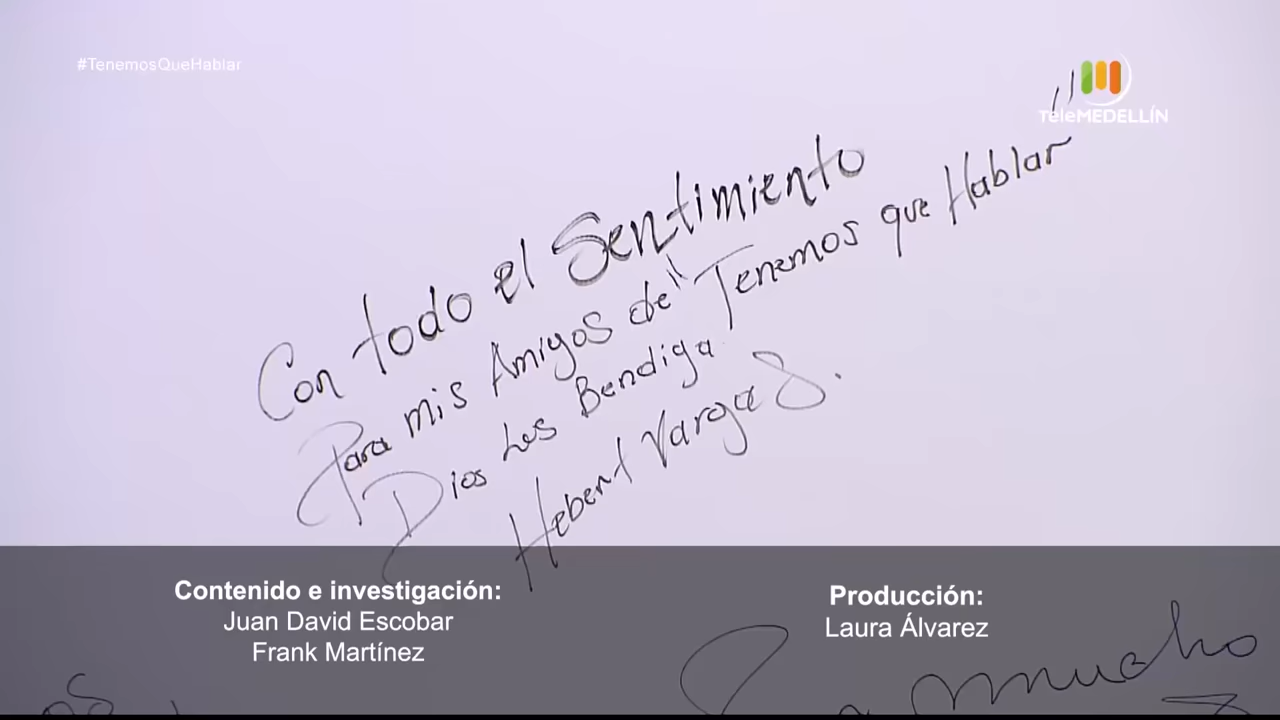 #TenemosQueHablar
TeleMEDELLÍN
Con todo el Sentimiento
Para mis Amigos de "Tenemos que Hablar"
Dios Les Bendiga
Hebert Vargas.
Contenido e investigación:
Juan David Escobar
Frank Martínez
Producción:
Laura Álvarez
mucho